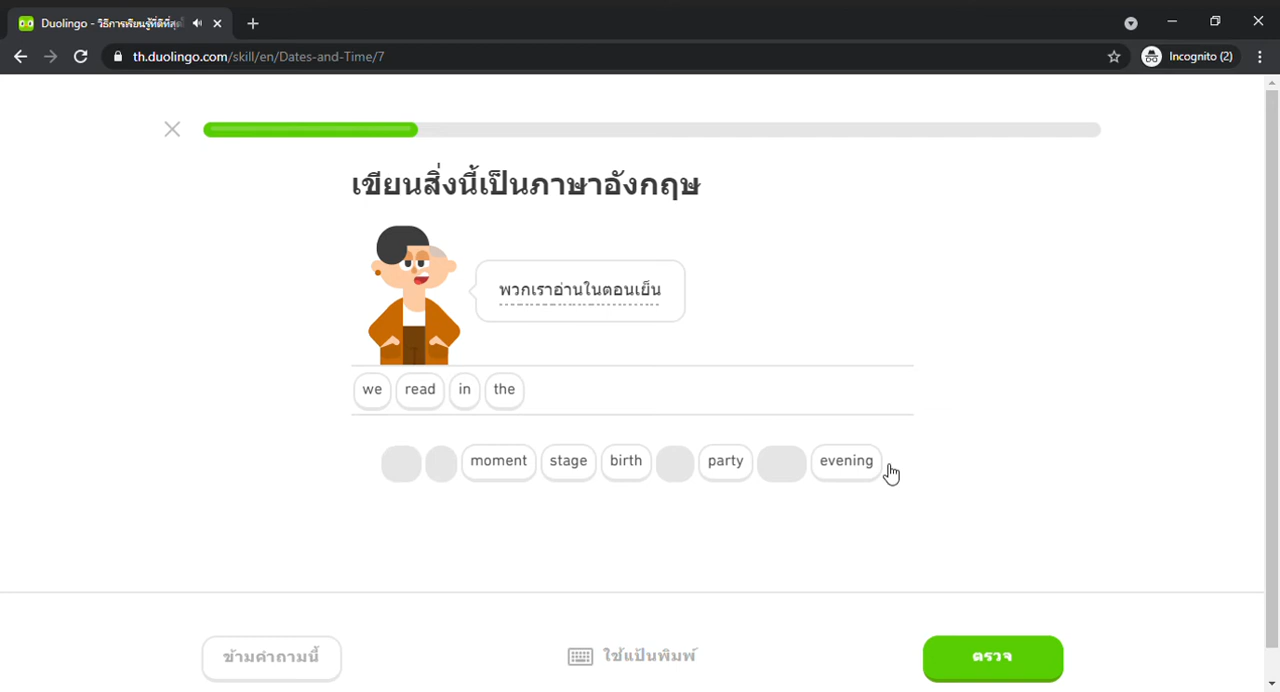 Duolingo - วิธีการเรียนรู้ที่ดีที่สุดใ
th.duolingo.com/skill/en/Dates-and-Time/7
Incognito (2)
เขียนสิ่งนี้เป็นภาษาอังกฤษ
พวกเราอ่านในตอนเย็น
we read in the
moment stage birth party evening
ข้ามคำถามนี้ ใช้แป้นพิมพ์ ตรวจ